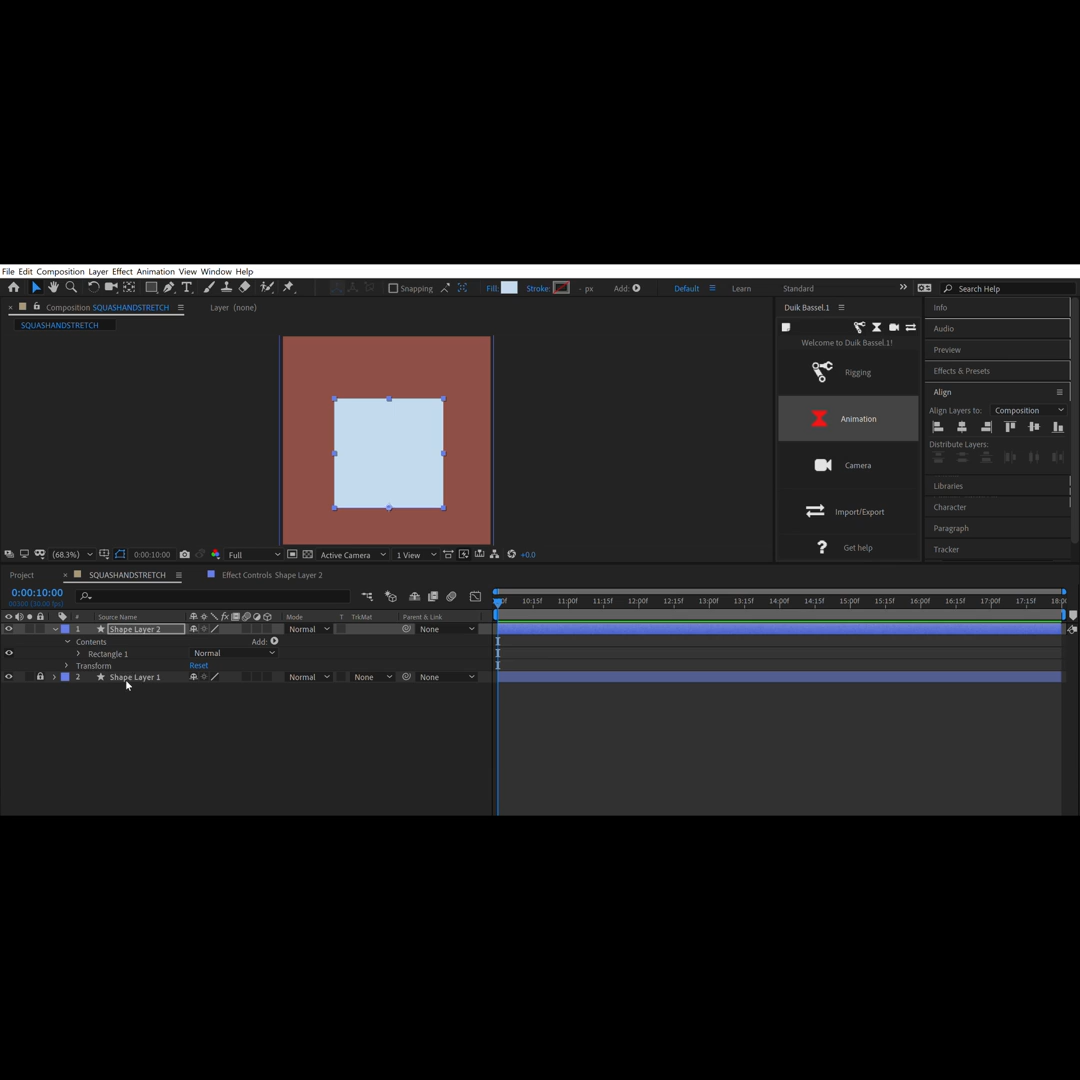 File Edit Composition Layer Effect Animation View Window Help
Snapping Fill: Stroke: - px Add: Default Learn Standard Search Help
Composition SQUASHANDSTRETCH Layer (none) Duik Bassel.1 Info
SQUASHANDSTRETCH
Audio
Welcome to Duik Bassel.1!
Preview
Rigging
Effects & Presets
Align
Align Layers to: Composition
Animation
Distribute Layers:
Camera
Libraries
Character
Import/Export
Paragraph
Get help
Tracker
(68.3%) 0:00:10:00 Full Active Camera 1 View +0.0
Project SQUASHANDSTRETCH Effect Controls Shape Layer 2
0:00:10:00
00300 (30.00 fps)
10:15f 11:00f 11:15f 12:00f 12:15f 13:00f 13:15f 14:00f 14:15f 15:00f 15:15f 16:00f 16:15f 17:00f 17:15f
# Source Name fx Mode T TrkMat Parent & Link
1 Shape Layer 2 Normal None
Contents Add:
Rectangle 1 Normal
Transform Reset
2 Shape Layer 1 Normal None None